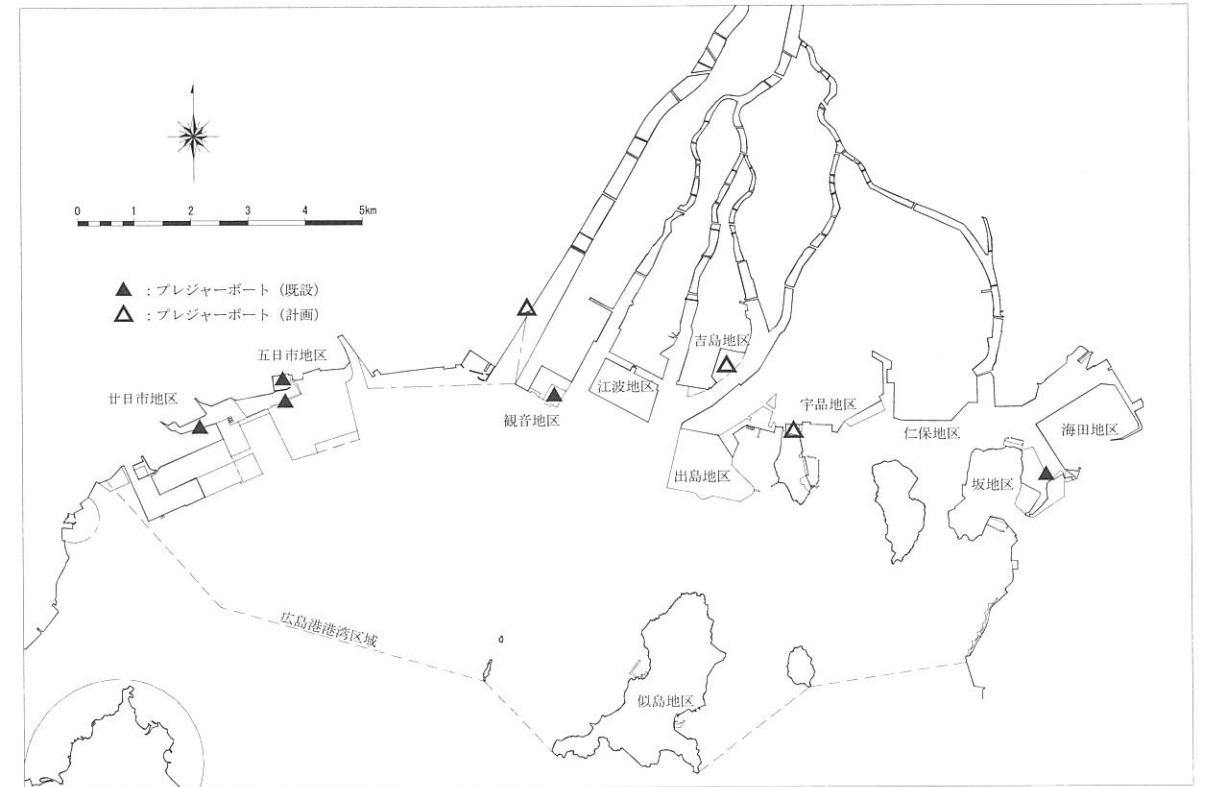 0 1 2 3 4 5km
▲ : プレジャーボート (既設)
△ : プレジャーボート (計画)
吉島地区
五日市地区
江波地区
廿日市地区
宇品地区
観音地区
仁保地区
海田地区
出島地区
坂地区
広島港港湾区域
似島地区